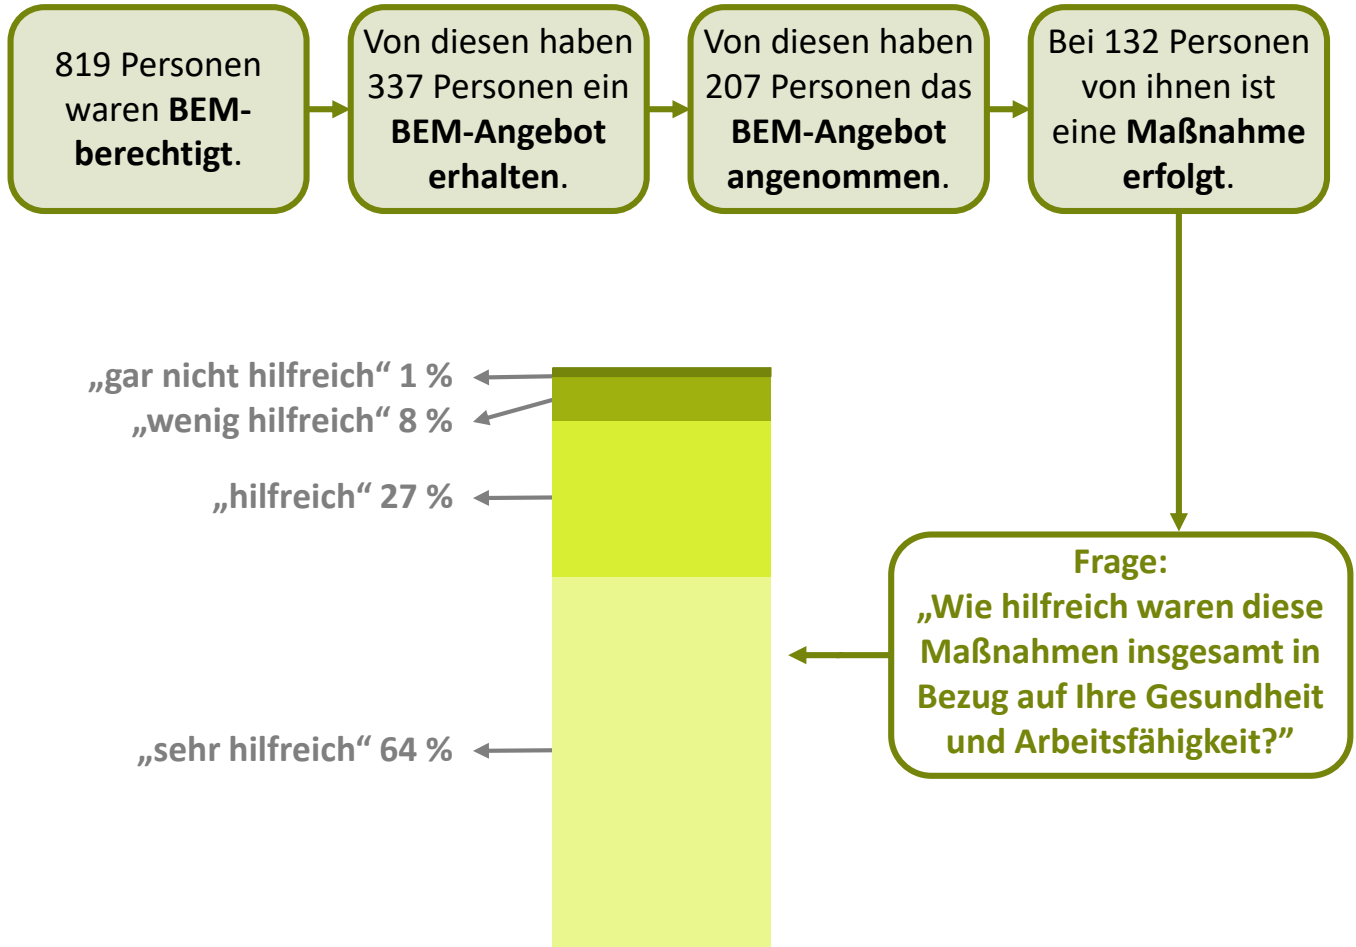 819 Personen
waren BEM-
berechtigt.
Von diesen haben
337 Personen ein
BEM-Angebot
erhalten.
Von diesen haben
207 Personen das
BEM-Angebot
angenommen.
Bei 132 Personen
von ihnen ist
eine Maßnahme
erfolgt.
„gar nicht hilfreich“ 1 %
„wenig hilfreich“ 8 %
„hilfreich“ 27 %
„sehr hilfreich“ 64 %
Frage:
„Wie hilfreich waren diese
Maßnahmen insgesamt in
Bezug auf Ihre Gesundheit
und Arbeitsfähigkeit?”